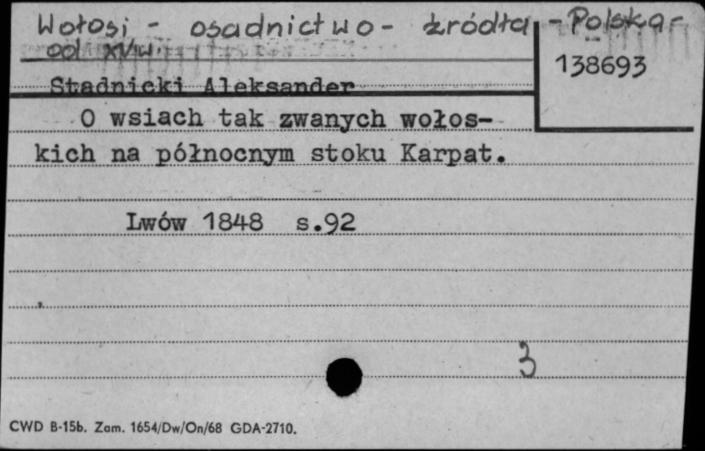 Wołosi - osadnictwo - źródła - Polska -
od XIVw.
138693
Stadnicki Aleksander
O wsiach tak zwanych wołos-
kich na północnym stoku Karpat.
Lwów 1848 s.92
3
CWD B-15b. Zam. 1654/Dw/On/68 GDA-2710.